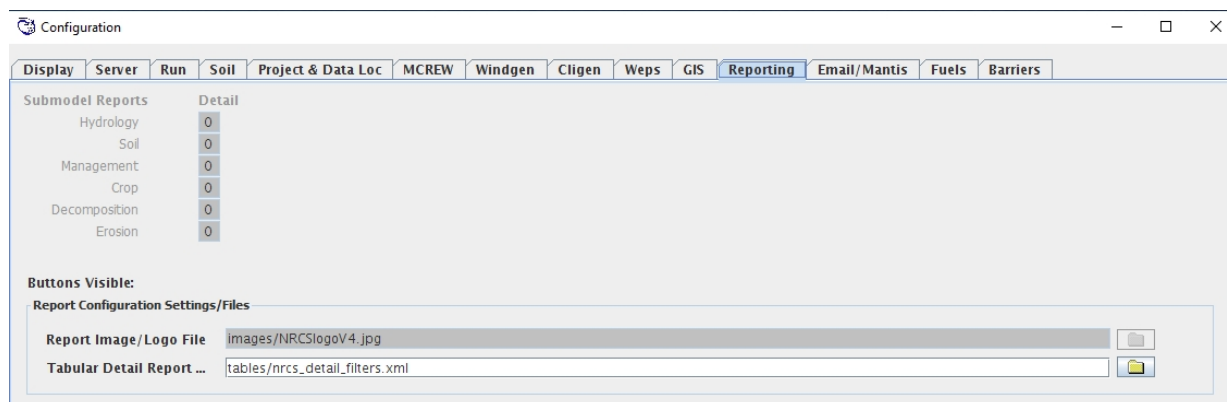 Configuration
Display Server Run Soil Project & Data Loc MCREW Windgen Cligen Weps GIS Reporting Email/Mantis Fuels Barriers
Submodel Reports Detail
Hydrology 0
Soil 0
Management 0
Crop 0
Decomposition 0
Erosion 0
Buttons Visible:
Report Configuration Settings/Files
Report Image/Logo File images/NRCSlogoV4.jpg
Tabular Detail Report ... tables/nrcs_detail_filters.xml